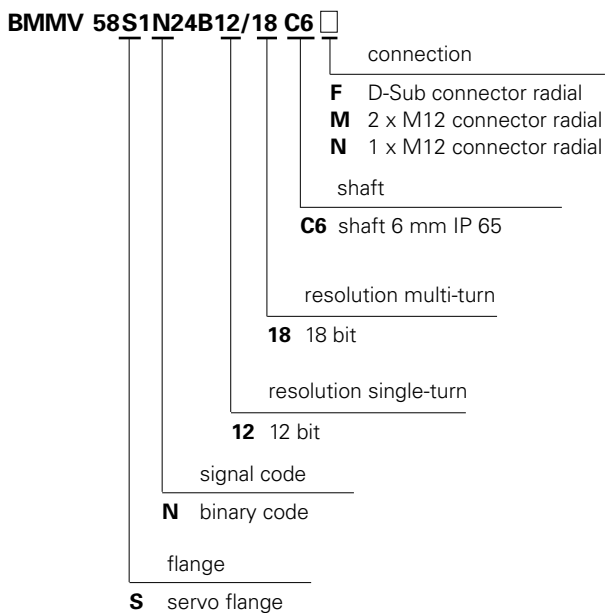 BMMV 58S1N24B12/18 C6 □
connection
F D-Sub connector radial
M 2 x M12 connector radial
N 1 x M12 connector radial
shaft
C6 shaft 6 mm IP 65
resolution multi-turn
18 18 bit
resolution single-turn
12 12 bit
signal code
N binary code
flange
S servo flange